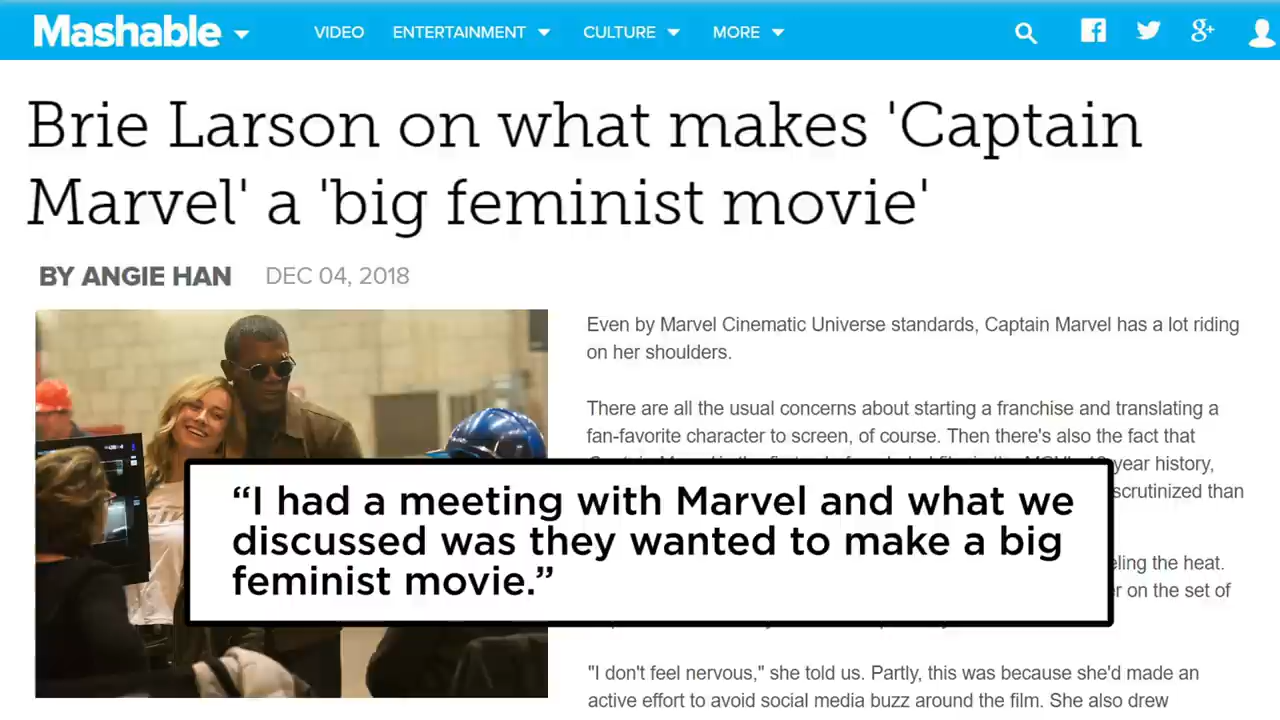 Mashable
VIDEO ENTERTAINMENT CULTURE MORE
Brie Larson on what makes 'Captain
Marvel' a 'big feminist movie'
BY ANGIE HAN DEC 04, 2018
Even by Marvel Cinematic Universe standards, Captain Marvel has a lot riding
on her shoulders.
There are all the usual concerns about starting a franchise and translating a
fan-favorite character to screen, of course. Then there's also the fact that
year history,
scrutinized than
“I had a meeting with Marvel and what we
discussed was they wanted to make a big
feminist movie.”
the heat.
on the set of
"I don't feel nervous," she told us. Partly, this was because she'd made an
active effort to avoid social media buzz around the film. She also drew